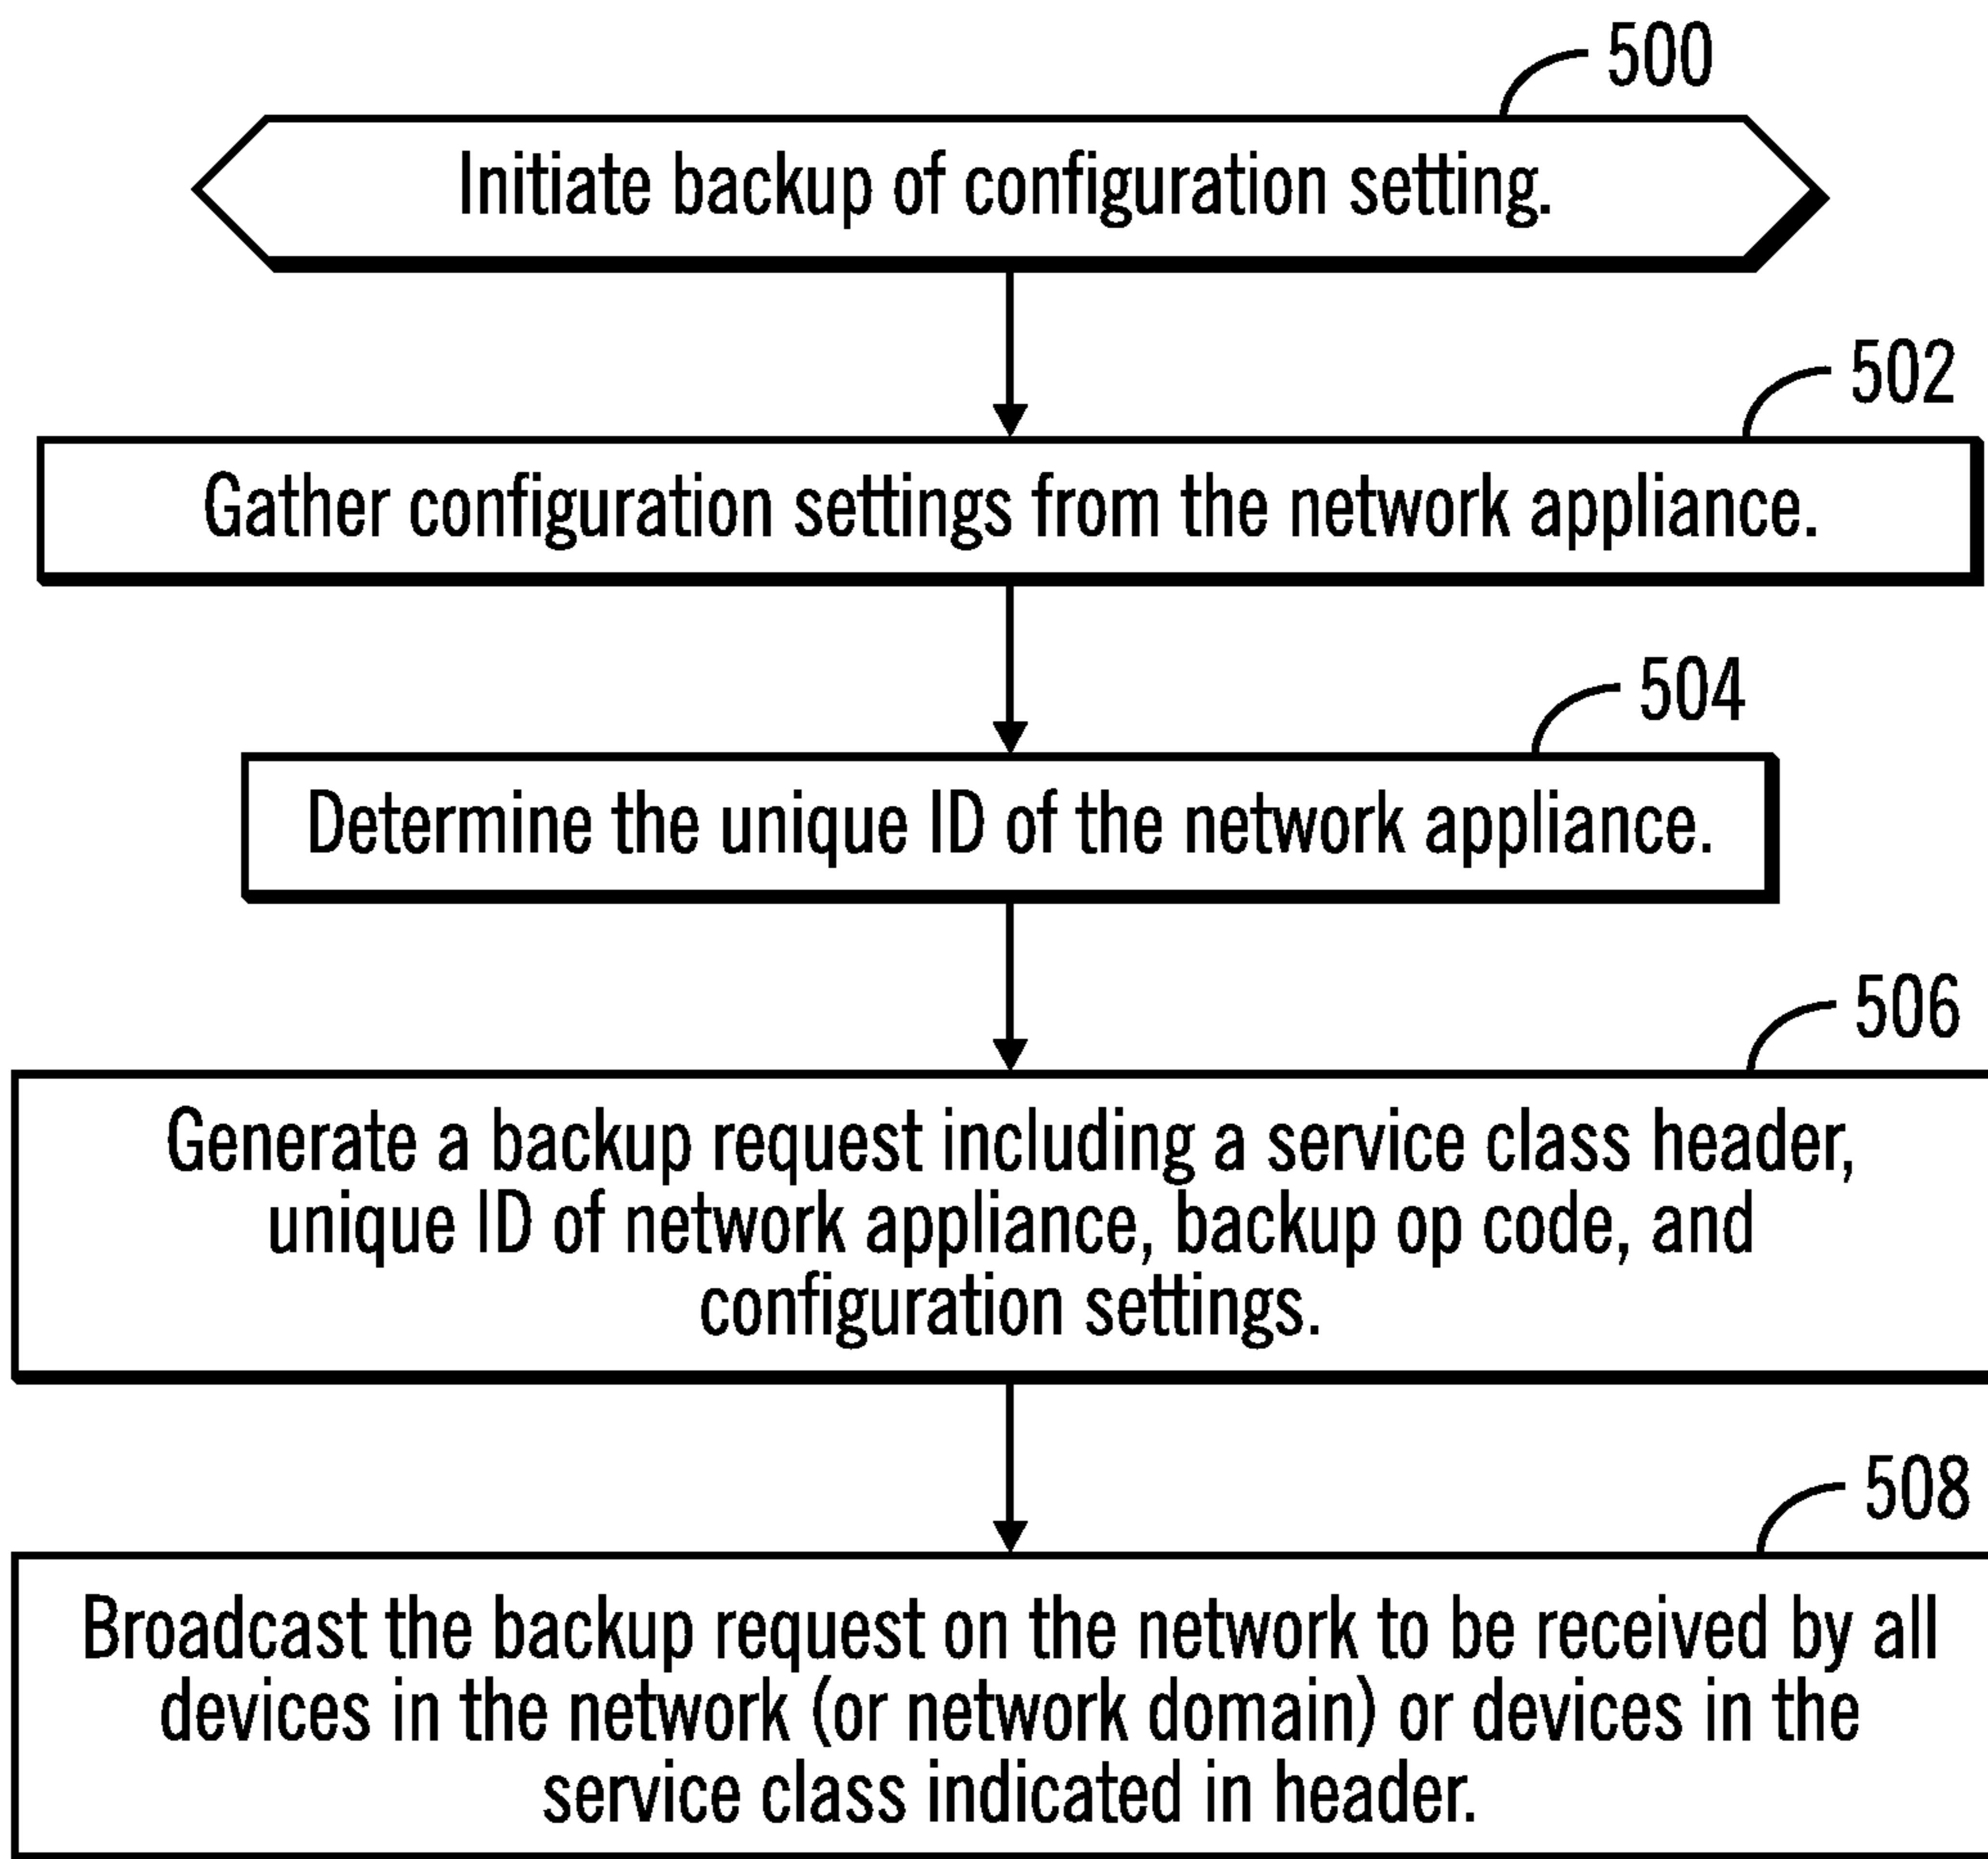 500
Initiate backup of configuration setting.
502
Gather configuration settings from the network appliance.
504
Determine the unique ID of the network appliance.
506
Generate a backup request including a service class header,
unique ID of network appliance, backup op code, and
configuration settings.
508
Broadcast the backup request on the network to be received by all
devices in the network (or network domain) or devices in the
service class indicated in header.